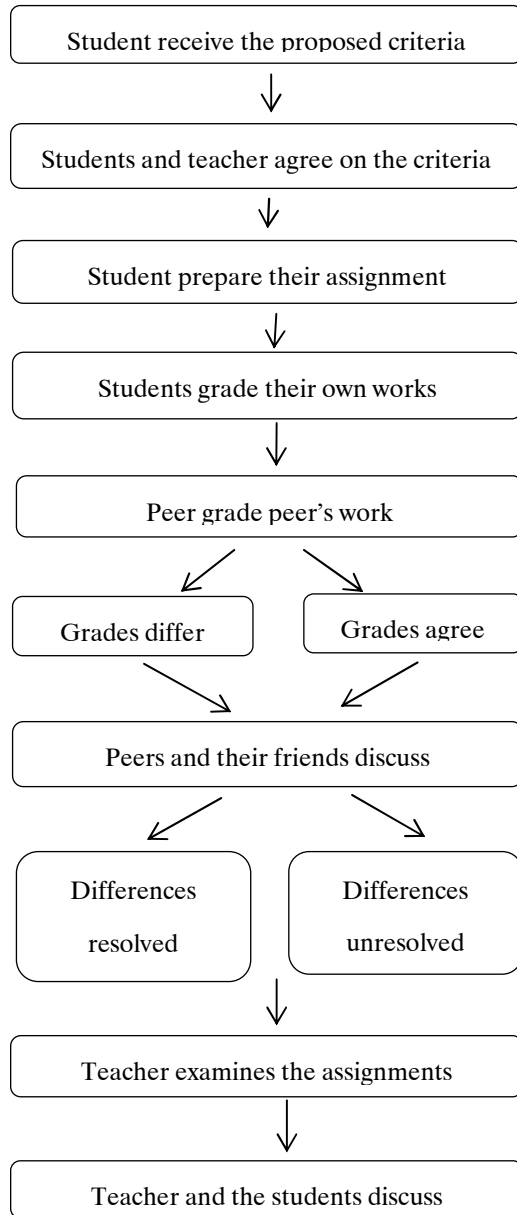 Student receive the proposed criteria
Students and teacher agree on the criteria
Student prepare their assignment
Students grade their own works
Peer grade peer’s work
Grades differ
Grades agree
Peers and their friends discuss
Differences
resolved
Differences
unresolved
Teacher examines the assignments
Teacher and the students discuss